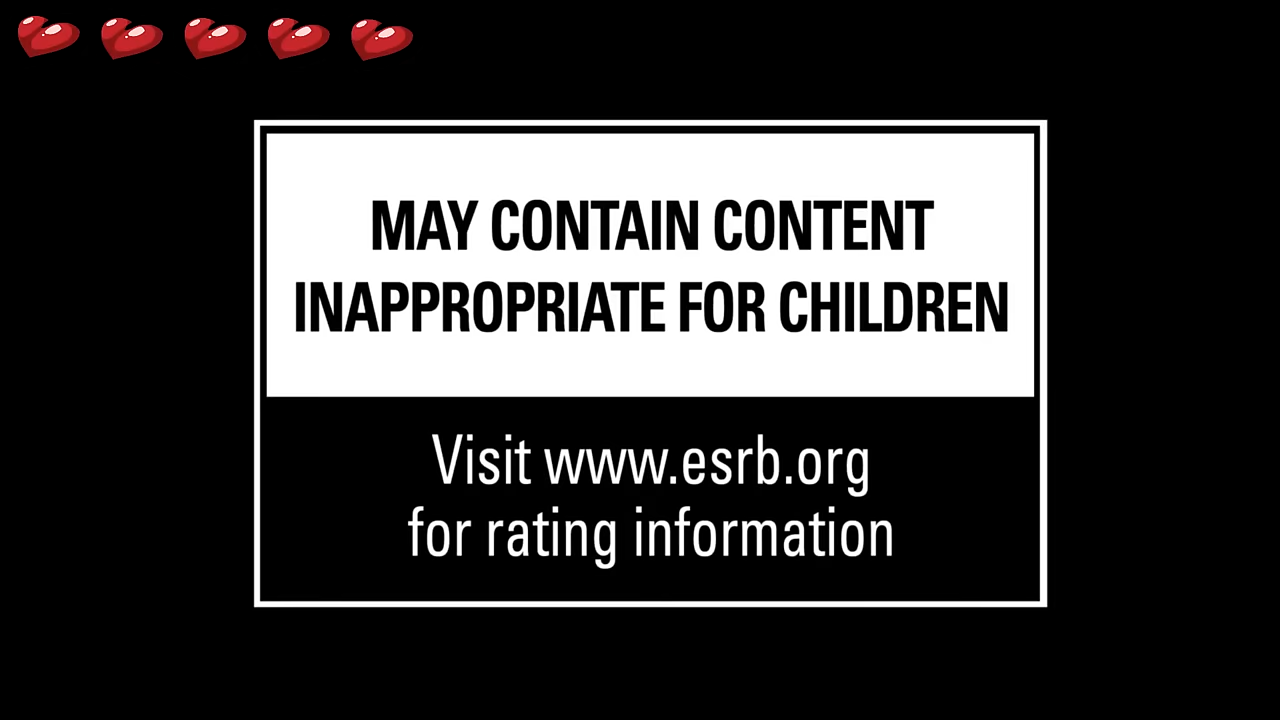 MAY CONTAIN CONTENT
INAPPROPRIATE FOR CHILDREN
Visit www.esrb.org
for rating information